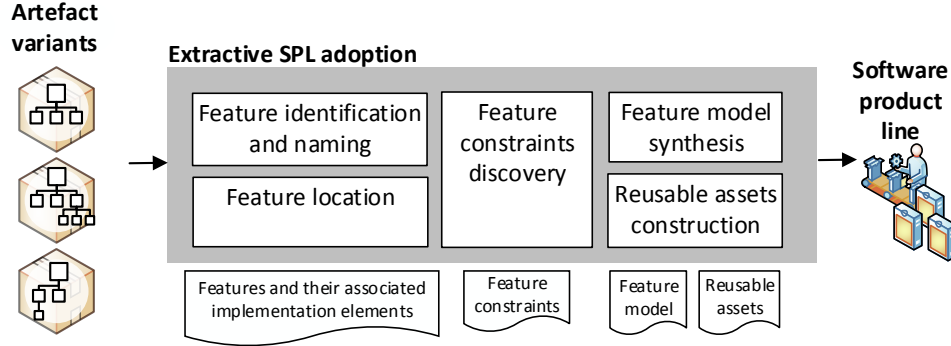 Artefact
variants
Extractive SPL adoption
Feature identification
and naming
Feature location
Feature
constraints
discovery
Feature model
synthesis
Reusable assets
construction
Software
product
line
Features and their associated
implementation elements
Feature
constraints
Feature
model
Reusable
assets